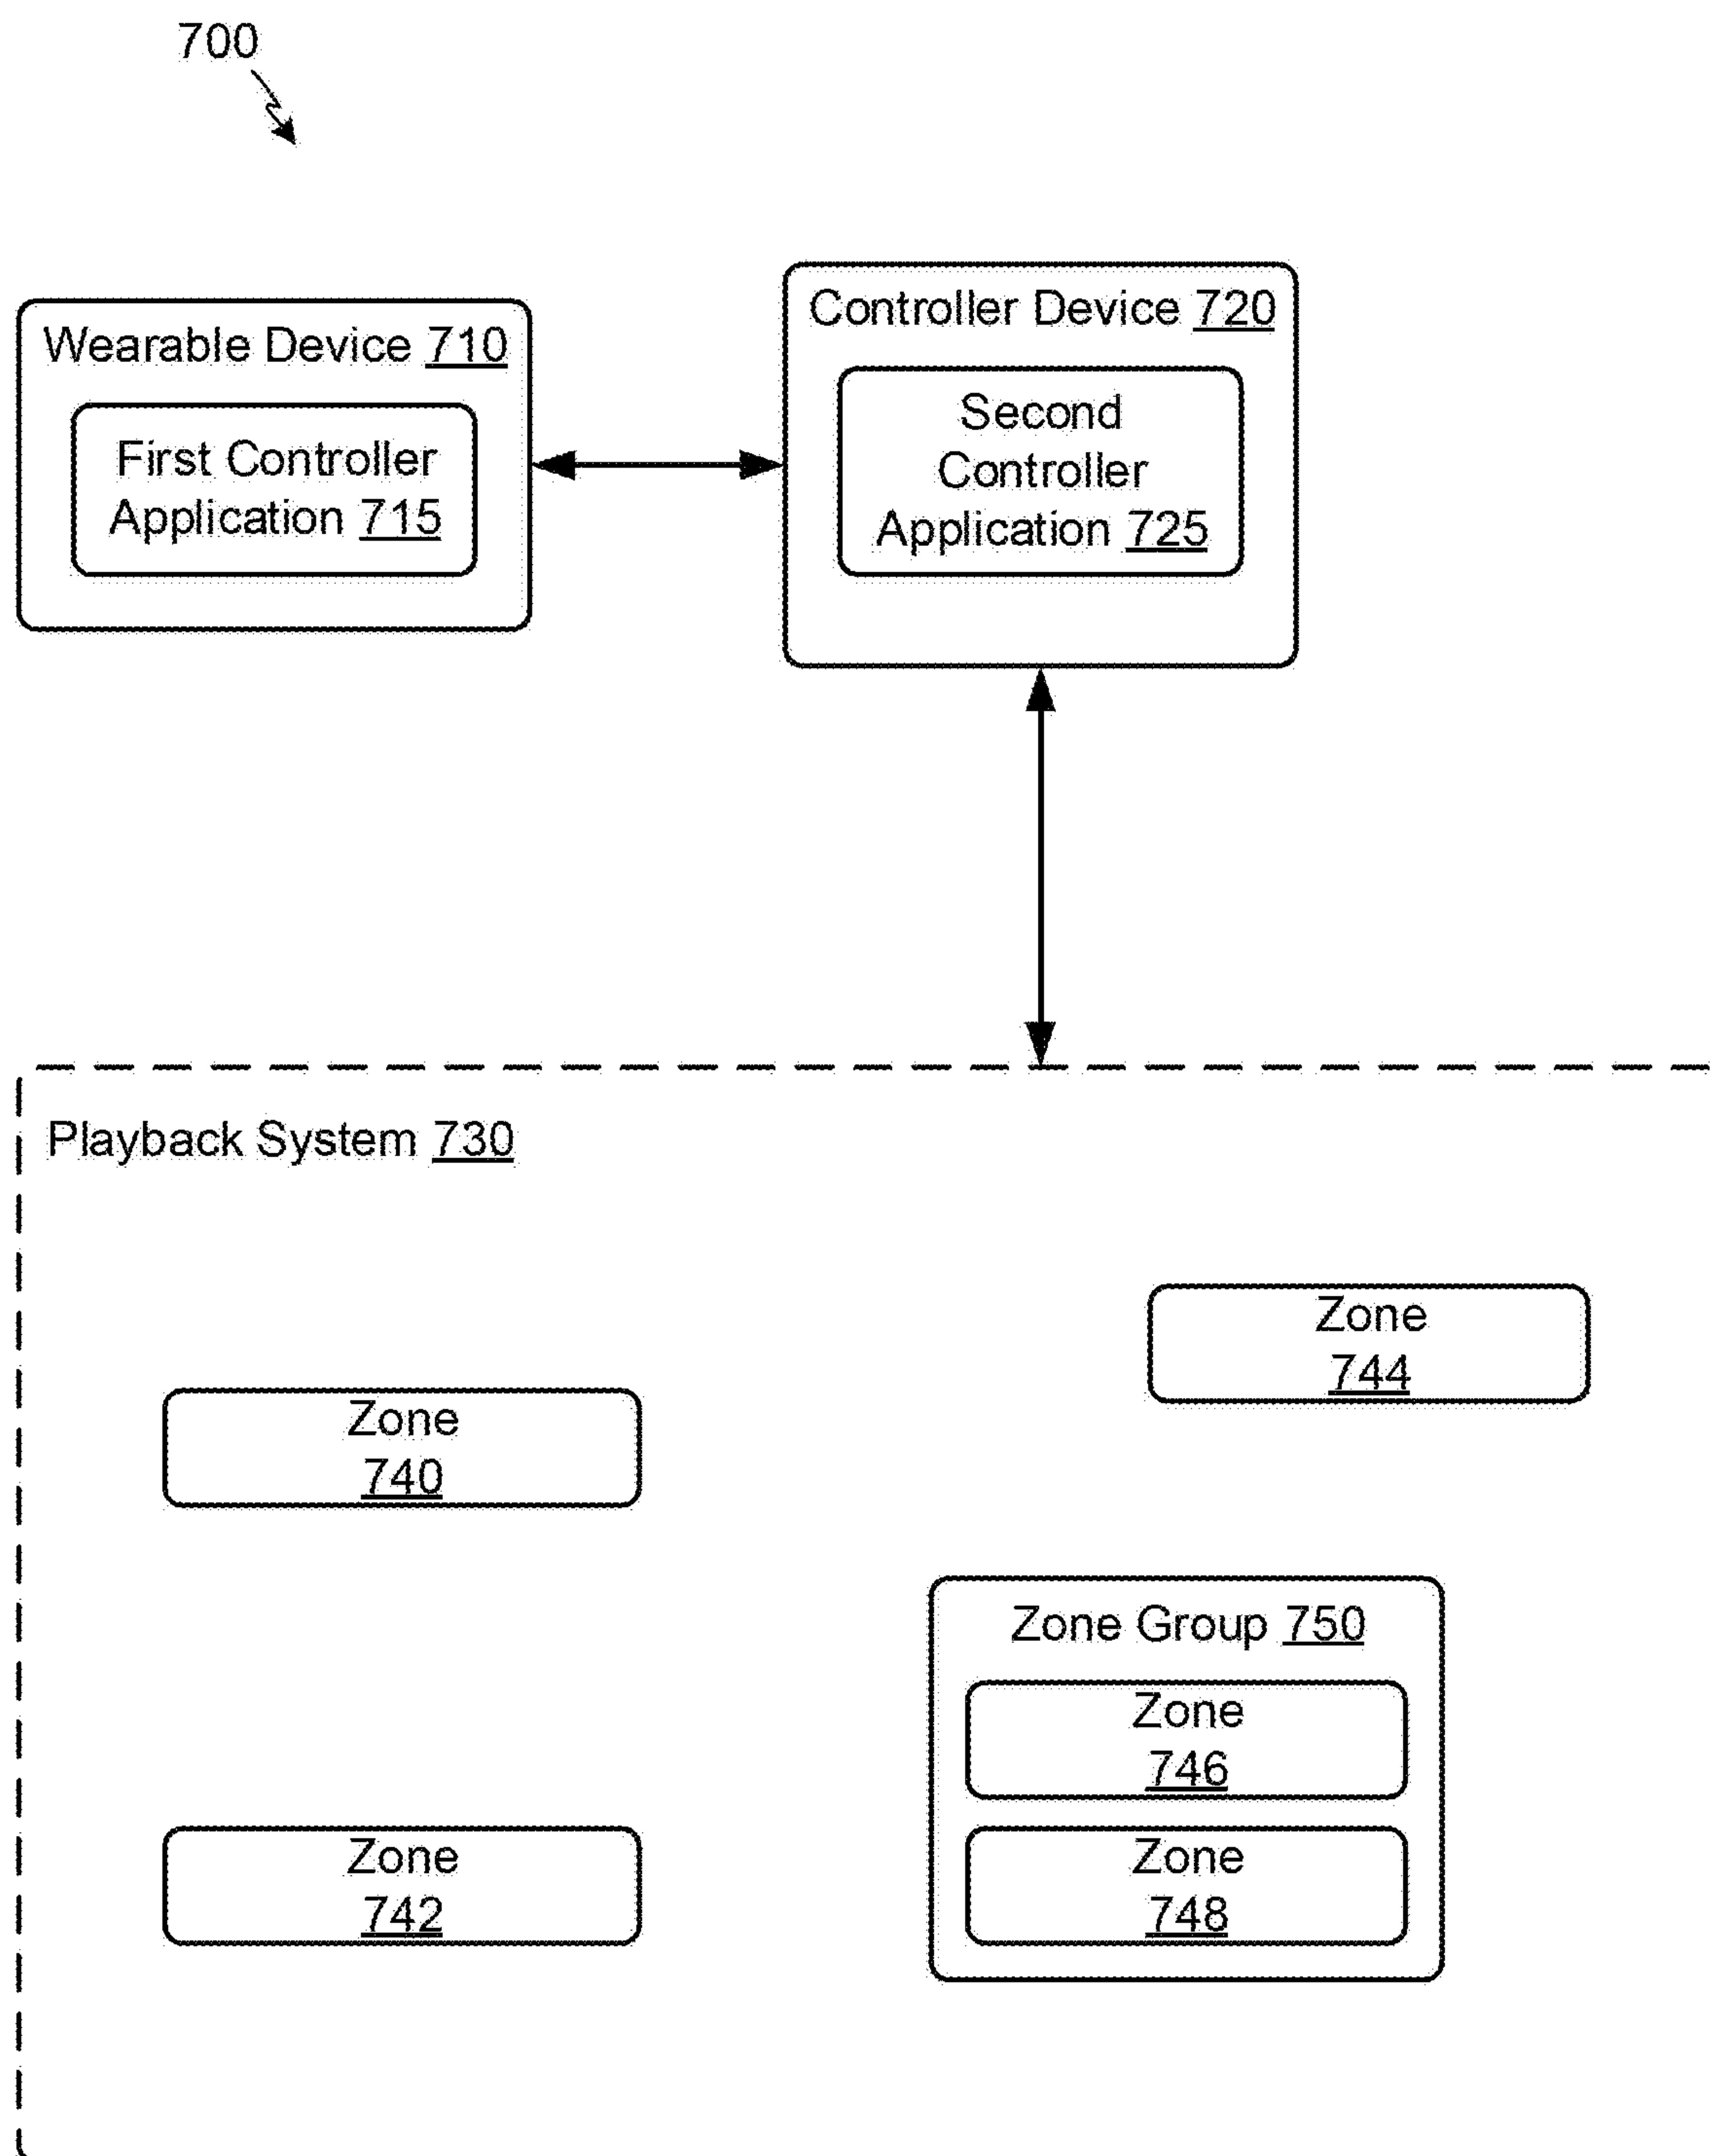 700
Wearable Device 710
First Controller
Application 715
Controller Device 720
Second
Controller
Application 725
Playback System 730
Zone
744
Zone
740
Zone Group 750
Zone
746
Zone
748
Zone
742